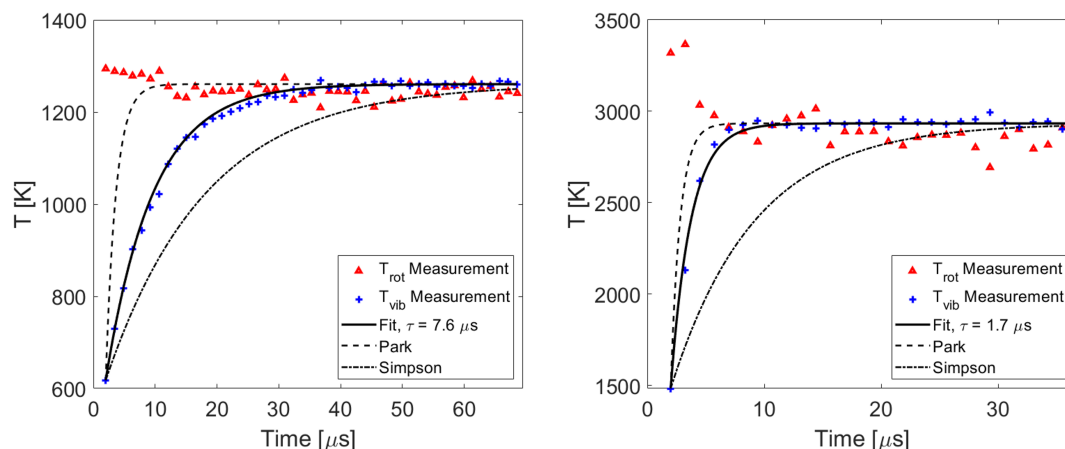 1400
1200
1000
800
600
0
10
20
30
40
50
60
T [K]
Time [μs]
T_rot Measurement
T_vib Measurement
Fit, τ = 7.6 μs
Park
Simpson
3500
3000
2500
2000
1500
0
10
20
30
T [K]
Time [μs]
T_rot Measurement
T_vib Measurement
Fit, τ = 1.7 μs
Park
Simpson